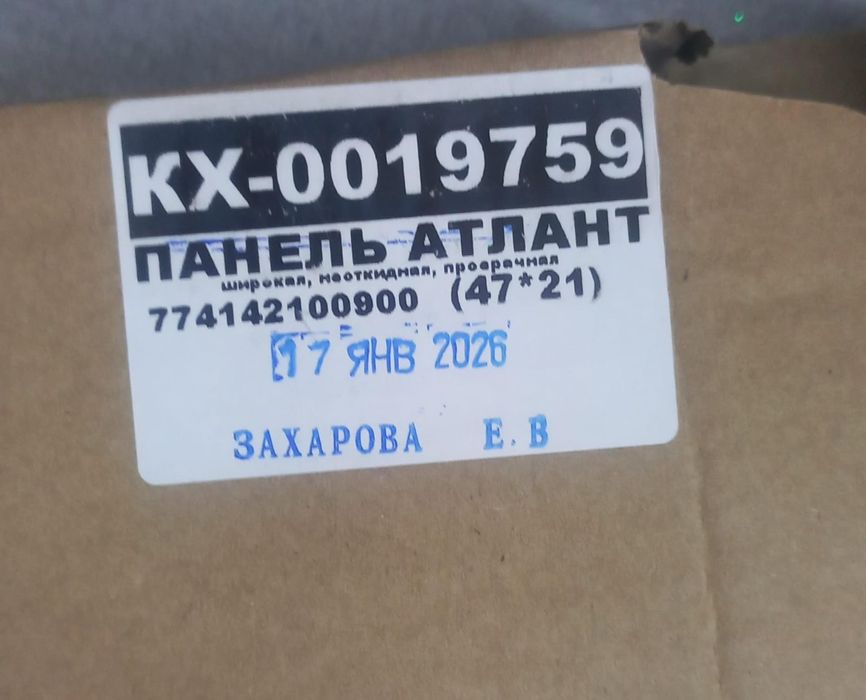 КХ-0019759
ПАНЕЛЬ АТЛАНТ
широкая, неоткидная, прозрачная
774142100900 (47*21)
17 ЯНВ 2026
ЗАХАРОВА Е.В